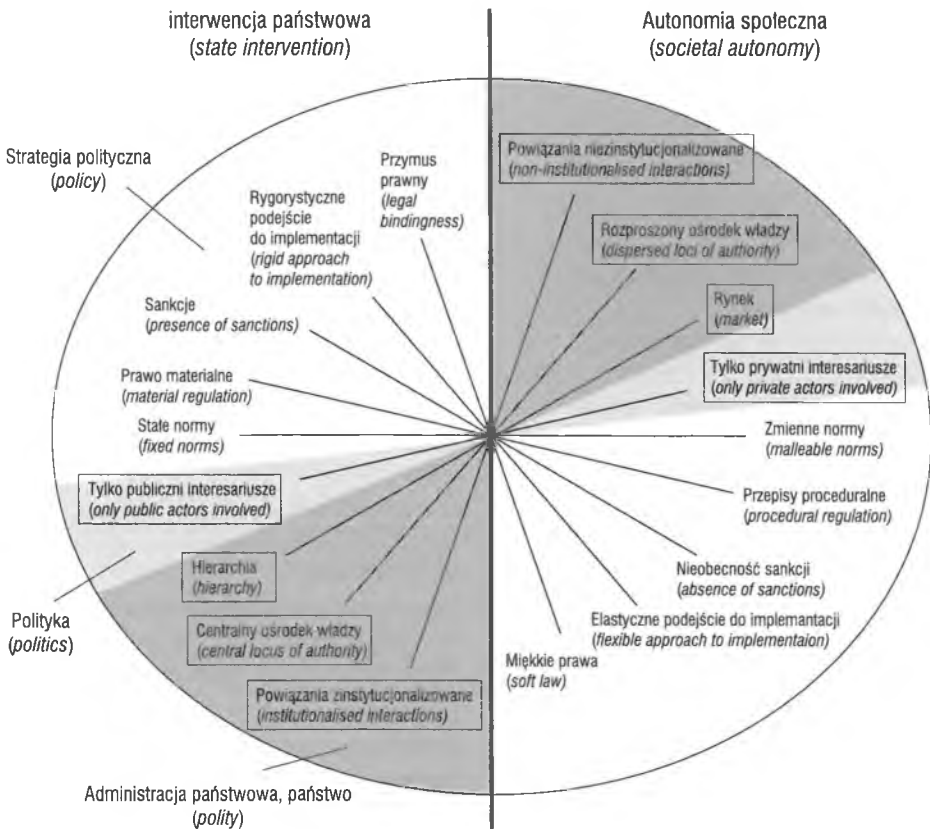 interwencja państwowa
(state intervention)
Autonomia społeczna
(societal autonomy)
Strategia polityczna
(policy)
Przymus
prawny
(legal
bindingness)
Rygorystyczne
podejście
do implementacji
(rigid approach
to implementation)
Sankcje
(presence of sanctions)
Prawo materialne
(material regulation)
Stałe normy
(fixed norms)
Tylko publiczni interesariusze
(only public actors involved)
Hierarchia
(hierarchy)
Centralny ośrodek władzy
(central locus of authority)
Powiązania zinstytucjonalizowane
(institutionalised interactions)
Polityka
(politics)
Administracja państwowa, państwo
(polity)
Powiązania niezinstylucjonalizowane
(non-institutionalised interactions)
Rozproszony ośrodek władzy
(dispersed loci of authority)
Rynek
(market)
Tylko prywatni interesariusze
(only private actors involved)
Zmienne normy
(malleable norms)
Przepisy proceduralne
(procedural regulation)
Nieobecność sankcji
(absence of sanctions)
Elastyczne podejście do implemantacji
(flexible approach to implementaion)
Miękkie prawa
(soft law)